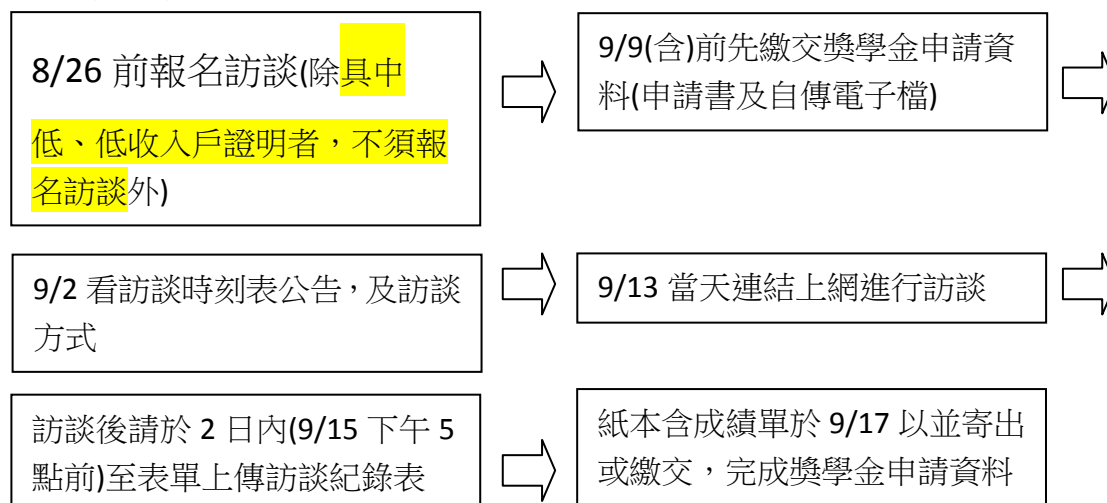 8/26 前報名訪談(除具中
低、低收入戶證明者，不須報
名訪談外)
9/9(含)前先繳交獎學金申請資
料(申請書及自傳電子檔)
9/2 看訪談時刻表公告，及訪談
方式
9/13 當天連結上網進行訪談
訪談後請於 2 日內(9/15 下午 5
點前)至表單上傳訪談紀錄表
紙本含成績單於 9/17 以並寄出
或繳交，完成獎學金申請資料